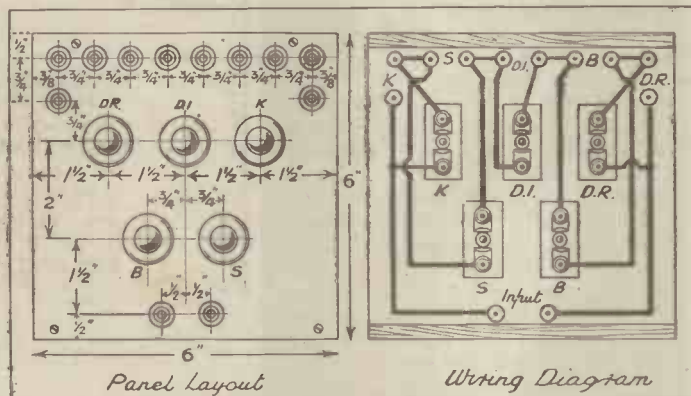 1/2"
3/4"
3/8" 3/4" 3/4" 3/4" 3/4" 3/4" 3/4" 3/4" 3/8"
3/4"
D.R. D.I. K
1 1/2" 1 1/2" 1 1/2" 1 1/2"
6"
2"
3/4" 3/4"
B S
1 1/2"
1/2" 1/2"
1/2"
6"
Panel Layout
S D.I. B
K D.R.
K D.I. D.R.
S B
Input
Wiring Diagram